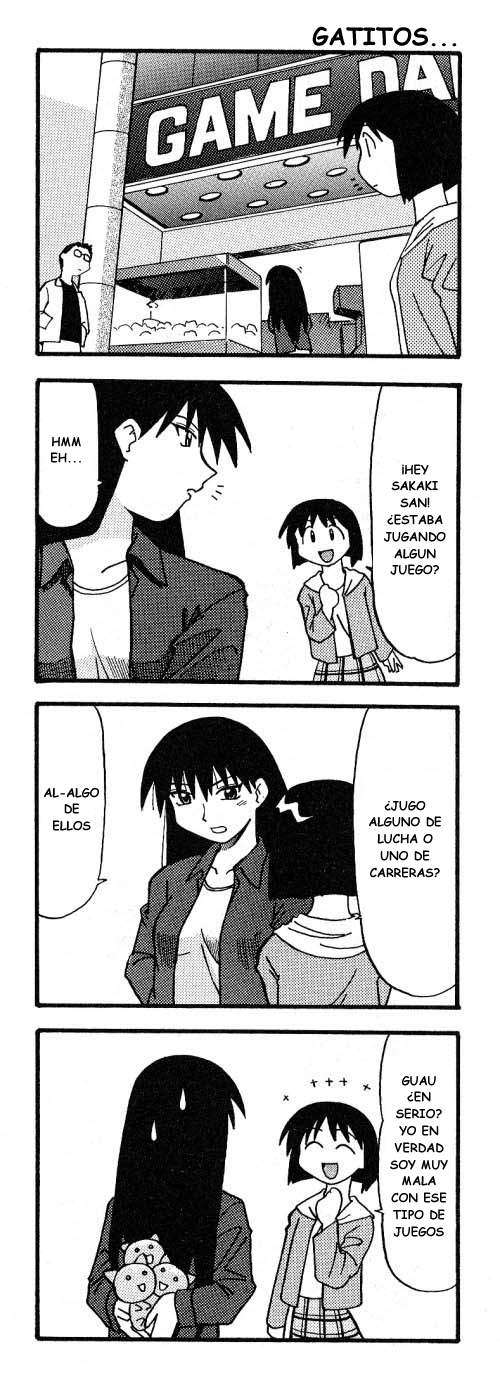 GATITOS...
GAME DA
¡HEY
SAKAKI
SAN!
¿ESTABA
JUGANDO
ALGUN
JUEGO?
HMM
EH...
¿JUGO
ALGUNO DE
LUCHA O
UNO DE
CARRERAS?
AL-ALGO
DE
ELLOS
GUAU
¿EN
SERIO?
YO EN
VERDAD
SOY MUY
MALA
CON ESE
TIPO DE
JUEGOS